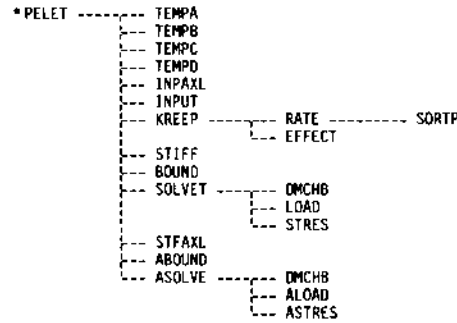 * PELET ------- TEMPA
--- TEMPB
--- TEMPC
--- TEMPD
--- INPAXL
--- INPUT
--- KREEP -------- RATE --------- SORTP
--- EFFECT
--- STIFF
--- BOUND
--- SOLVET ------- DMCHB
--- LOAD
--- STRES
--- STFAXL
--- ABOUND
--- ASOLVE ------- DMCHB
--- ALOAD
--- ASTRES